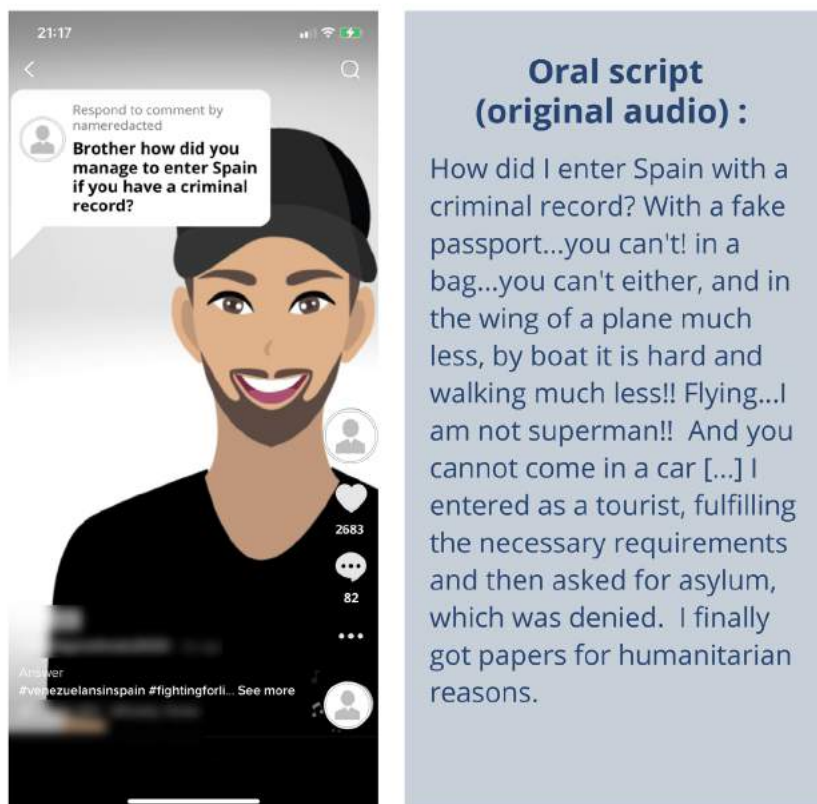 21:17
Respond to comment by
nameredacted
Brother how did you
manage to enter Spain
if you have a criminal
record?
2683
82
Answer
#venezuelansinspain #fightingforli... See more
Oral script
(original audio) :
How did I enter Spain with a
criminal record? With a fake
passport...you can't! in a
bag...you can't either, and in
the wing of a plane much
less, by boat it is hard and
walking much less!! Flying...I
am not superman!! And you
cannot come in a car [...] I
entered as a tourist, fulfilling
the necessary requirements
and then asked for asylum,
which was denied. I finally
got papers for humanitarian
reasons.